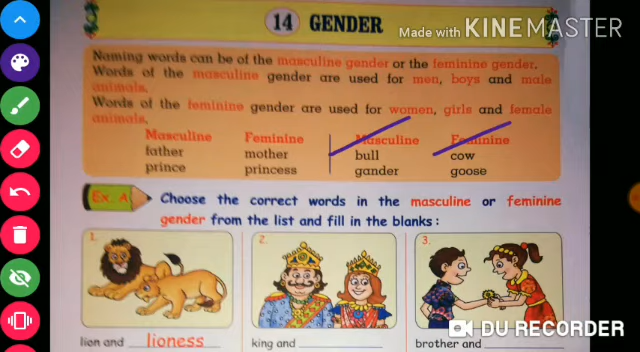 14 GENDER
Made with KINEMASTER
Naming words can be of the masculine gender or the feminine gender.
Words of the masculine gender are used for men, boys and male
animals.
Words of the feminine gender are used for women, girls and female
animals.
Masculine Feminine Masculine Feminine
father mother bull cow
prince princess gander goose
Ex. A Choose the correct words in the masculine or feminine
gender from the list and fill in the blanks :
1. 2. 3.
lion and lioness king and brother and
DU RECORDER